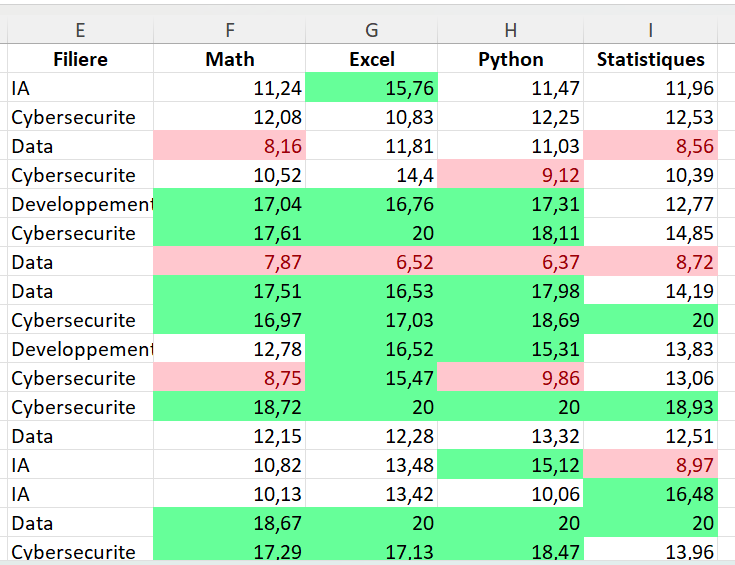 E F G H I
Filiere Math Excel Python Statistiques
IA 11,24 15,76 11,47 11,96
Cybersecurite 12,08 10,83 12,25 12,53
Data 8,16 11,81 11,03 8,56
Cybersecurite 10,52 14,4 9,12 10,39
Developpement 17,04 16,76 17,31 12,77
Cybersecurite 17,61 20 18,11 14,85
Data 7,87 6,52 6,37 8,72
Data 17,51 16,53 17,98 14,19
Cybersecurite 16,97 17,03 18,69 20
Developpement 12,78 16,52 15,31 13,83
Cybersecurite 8,75 15,47 9,86 13,06
Cybersecurite 18,72 20 20 18,93
Data 12,15 12,28 13,32 12,51
IA 10,82 13,48 15,12 8,97
IA 10,13 13,42 10,06 16,48
Data 18,67 20 20 20
Cybersecurite 17,29 17,13 18,47 13,96